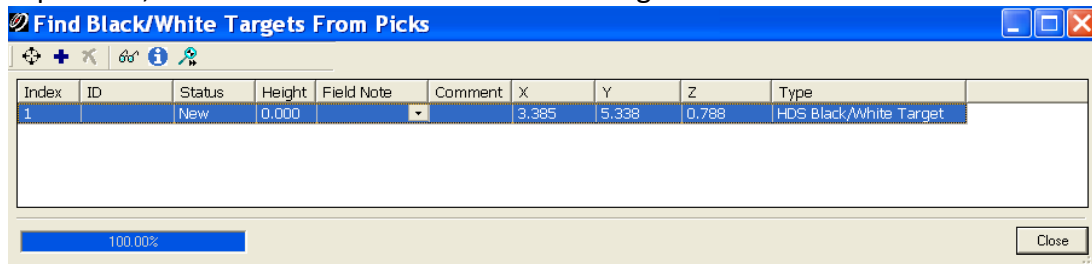 Find Black/White Targets From Picks
Index ID Status Height Field Note Comment X Y Z Type
1 New 0.000 3.385 5.338 0.788 HDS Black/White Target
100.00% Close